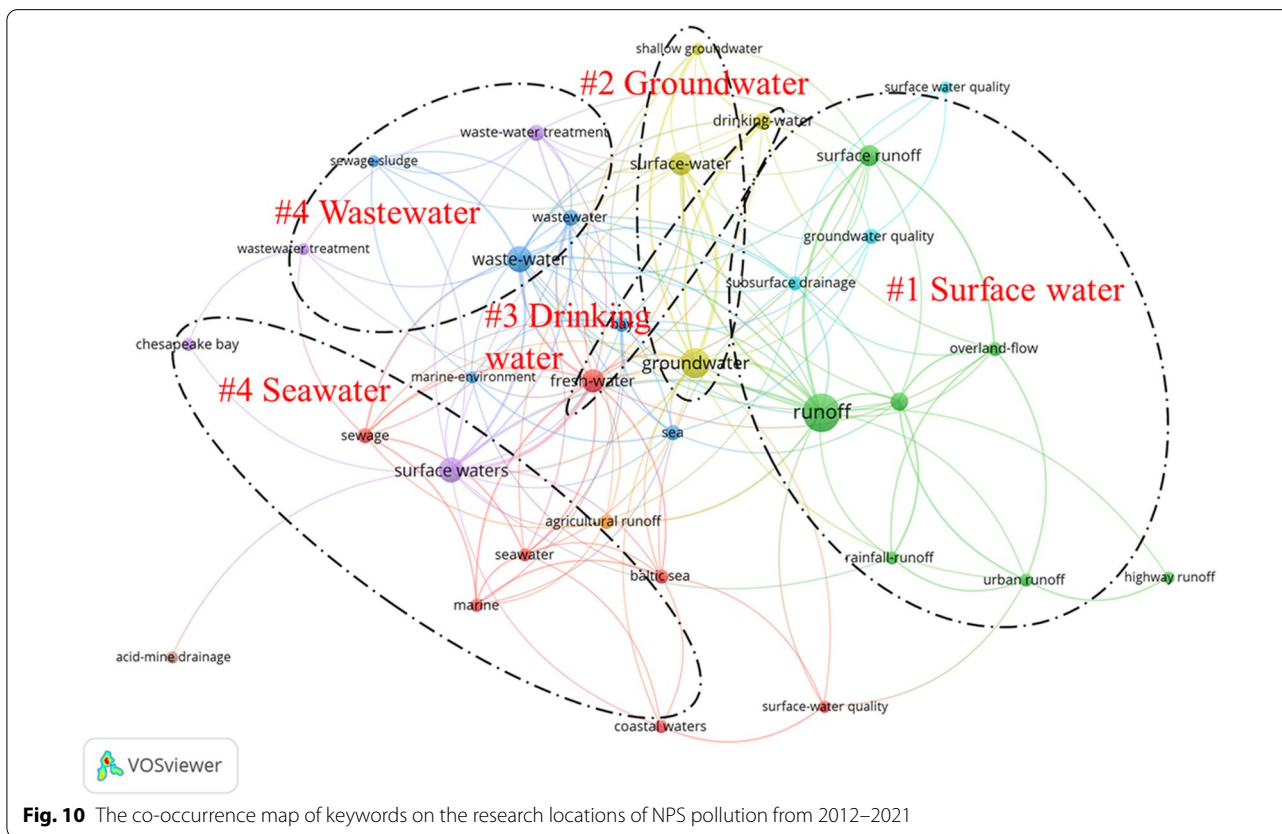 shallow groundwater
#2 Groundwater
surface water quality
drinking-water
waste-water treatment
surface runoff
sewage-sludge
surface-water
#4 Wastewater
wastewater
groundwater quality
wastewater treatment
waste-water
subsurface drainage
#1 Surface water
#3 Drinking
bay
water
chesapeake bay
overland-flow
groundwater
marine-environment
fresh-water
#4 Seawater
runoff
sewage
sea
surface waters
agricultural runoff
seawater
rainfall-runoff
baltic sea
urban runoff
highway runoff
marine
acid-mine drainage
surface-water quality
coastal waters
VOSviewer
Fig. 10 The co-occurrence map of keywords on the research locations of NPS pollution from 2012–2021